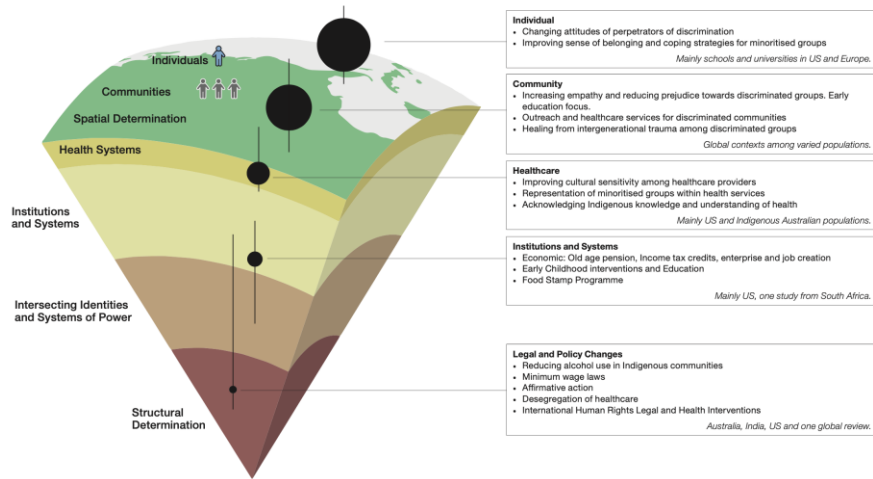 Individuals
Communities
Spatial Determination
Health Systems
Institutions
and Systems
Intersecting Identities
and Systems of Power
Structural
Determination
Individual
• Changing attitudes of perpetrators of discrimination
• Improving sense of belonging and coping strategies for minoritised groups
Mainly schools and universities in US and Europe.
Community
• Increasing empathy and reducing prejudice towards discriminated groups. Early
education focus.
• Outreach and healthcare services for discriminated communities
• Healing from intergenerational trauma among discriminated groups
Global contexts among varied populations.
Healthcare
• Improving cultural sensitivity among healthcare providers
• Representation of minoritised groups within health services
• Acknowledging Indigenous knowledge and understanding of health
Mainly US and Indigenous Australian populations.
Institutions and Systems
• Economic: Old age pension, Income tax credits, enterprise and job creation
• Early Childhood interventions and Education
• Food Stamp Programme
Mainly US, one study from South Africa.
Legal and Policy Changes
• Reducing alcohol use in Indigenous communities
• Minimum wage laws
• Affirmative action
• Desegregation of healthcare
• International Human Rights Legal and Health Interventions
Australia, India, US and one global review.